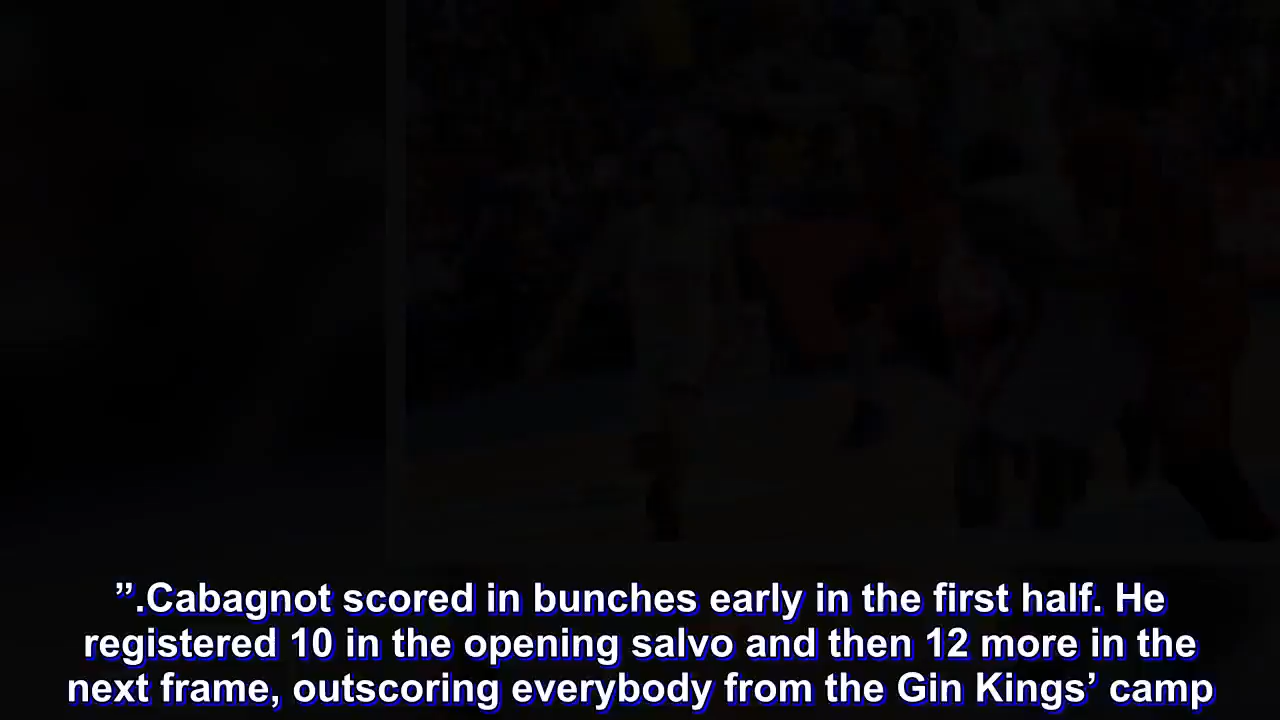 ”.Cabagnot scored in bunches early in the first half. He
registered 10 in the opening salvo and then 12 more in the
next frame, outscoring everybody from the Gin Kings’ camp